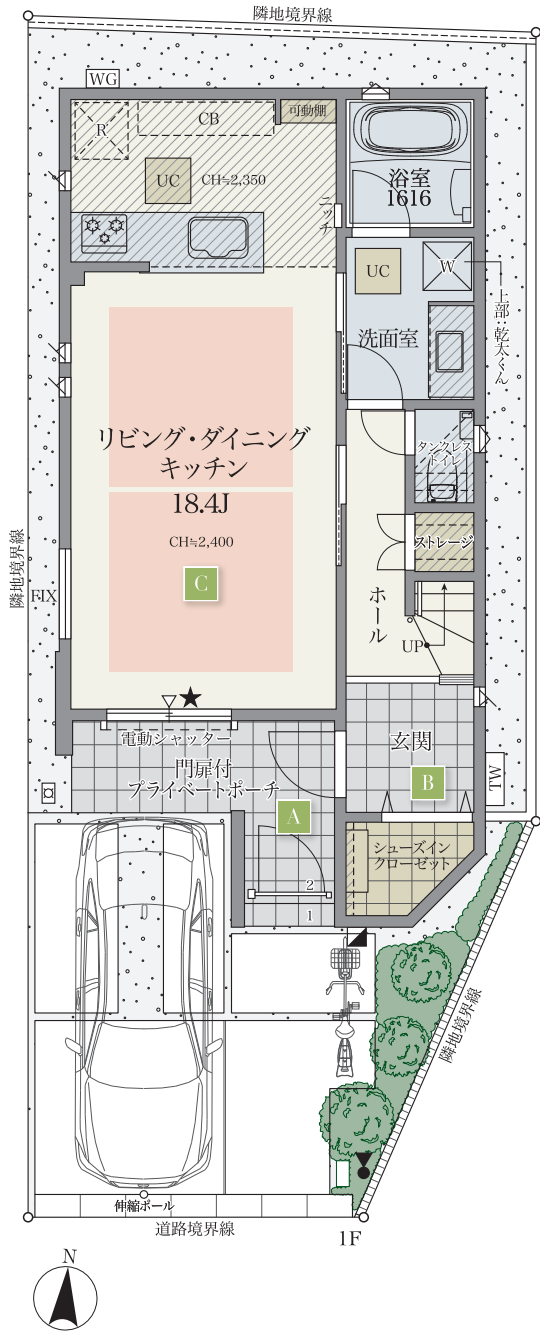 隣地境界線
WG
R
CB
可動棚
UC
CH≒2,350
ニッチ
浴室
1616
UC
W
上部：乾太くん
洗面室
リビング・ダイニング
キッチン
18.4J
CH≒2,400
C
タンクレス
トイレ
ストレージ
ホール
UP
隣地境界線
FIX
電動シャッター
門扉付
プライベートポーチ
玄関
B
TW
A
シューズイン
クローゼット
2
1
隣地境界線
伸縮ポール
道路境界線
1F
N